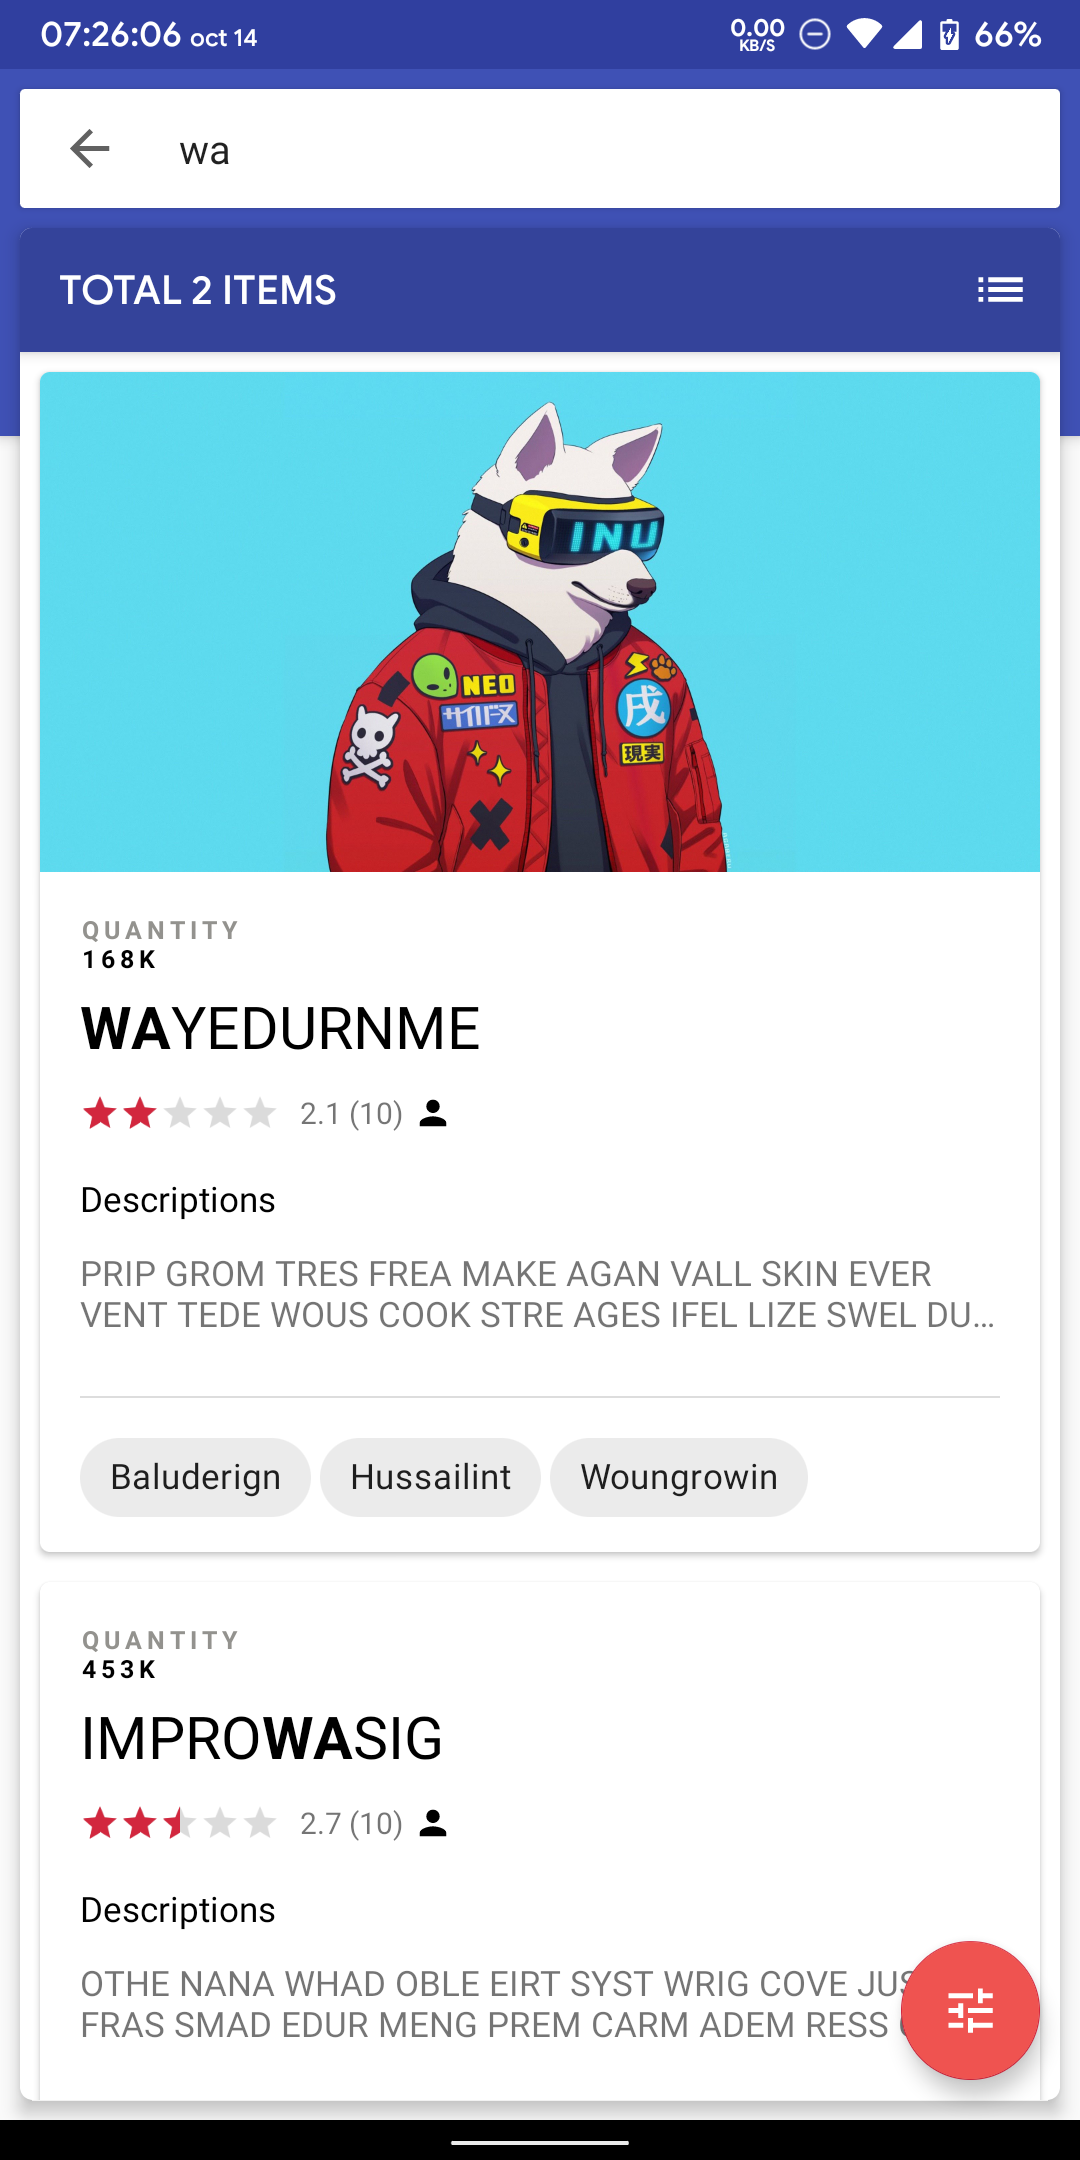 07:26:06 oct 14
0.00 KB/S
66%
wa
TOTAL 2 ITEMS
INU
NEO
サイバース
戌
現実
QUANTITY
168K
WAYEDURNME
2.1 (10)
Descriptions
PRIP GROM TRES FREA MAKE AGAN VALL SKIN EVER
VENT TEDE WOUS COOK STRE AGES IFEL LIZE SWEL DU...
Baluderign
Hussailint
Woungrowin
QUANTITY
453K
IMPROWASIG
2.7 (10)
Descriptions
OTHE NANA WHAD OBLE EIRT SYST WRIG COVE JUS
FRAS SMAD EDUR MENG PREM CARM ADEM RESS